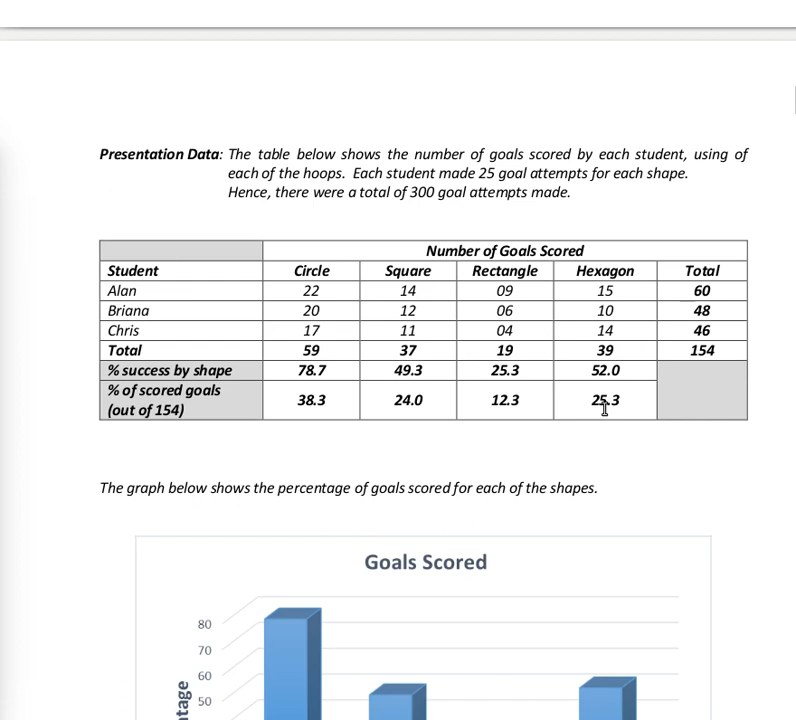 Presentation Data: The table below shows the number of goals scored by each student, using of
each of the hoops. Each student made 25 goal attempts for each shape.
Hence, there were a total of 300 goal attempts made.
Number of Goals Scored
Student Circle Square Rectangle Hexagon Total
Alan 22 14 09 15 60
Briana 20 12 06 10 48
Chris 17 11 04 14 46
Total 59 37 19 39 154
% success by shape 78.7 49.3 25.3 52.0
% of scored goals
(out of 154) 38.3 24.0 12.3 25.3
The graph below shows the percentage of goals scored for each of the shapes.
Goals Scored
80
70
60
50